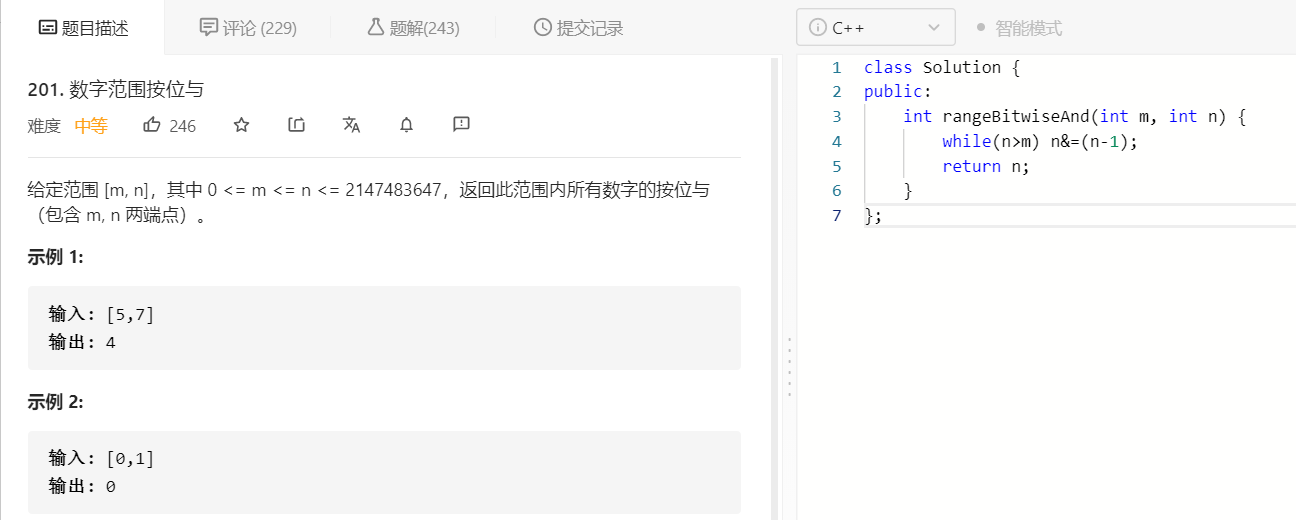 题目描述 评论 (229) 题解(243) 提交记录
201. 数字范围按位与
难度 中等 246
给定范围 [m, n]，其中 0 <= m <= n <= 2147483647，返回此范围内所有数字的按位与
（包含 m, n 两端点）。
示例 1:
输入: [5,7]
输出: 4
示例 2:
输入: [0,1]
输出: 0
C++ 智能模式
1 class Solution {
2 public:
3 int rangeBitwiseAnd(int m, int n) {
4 while(n>m) n&=(n-1);
5 return n;
6 }
7 };